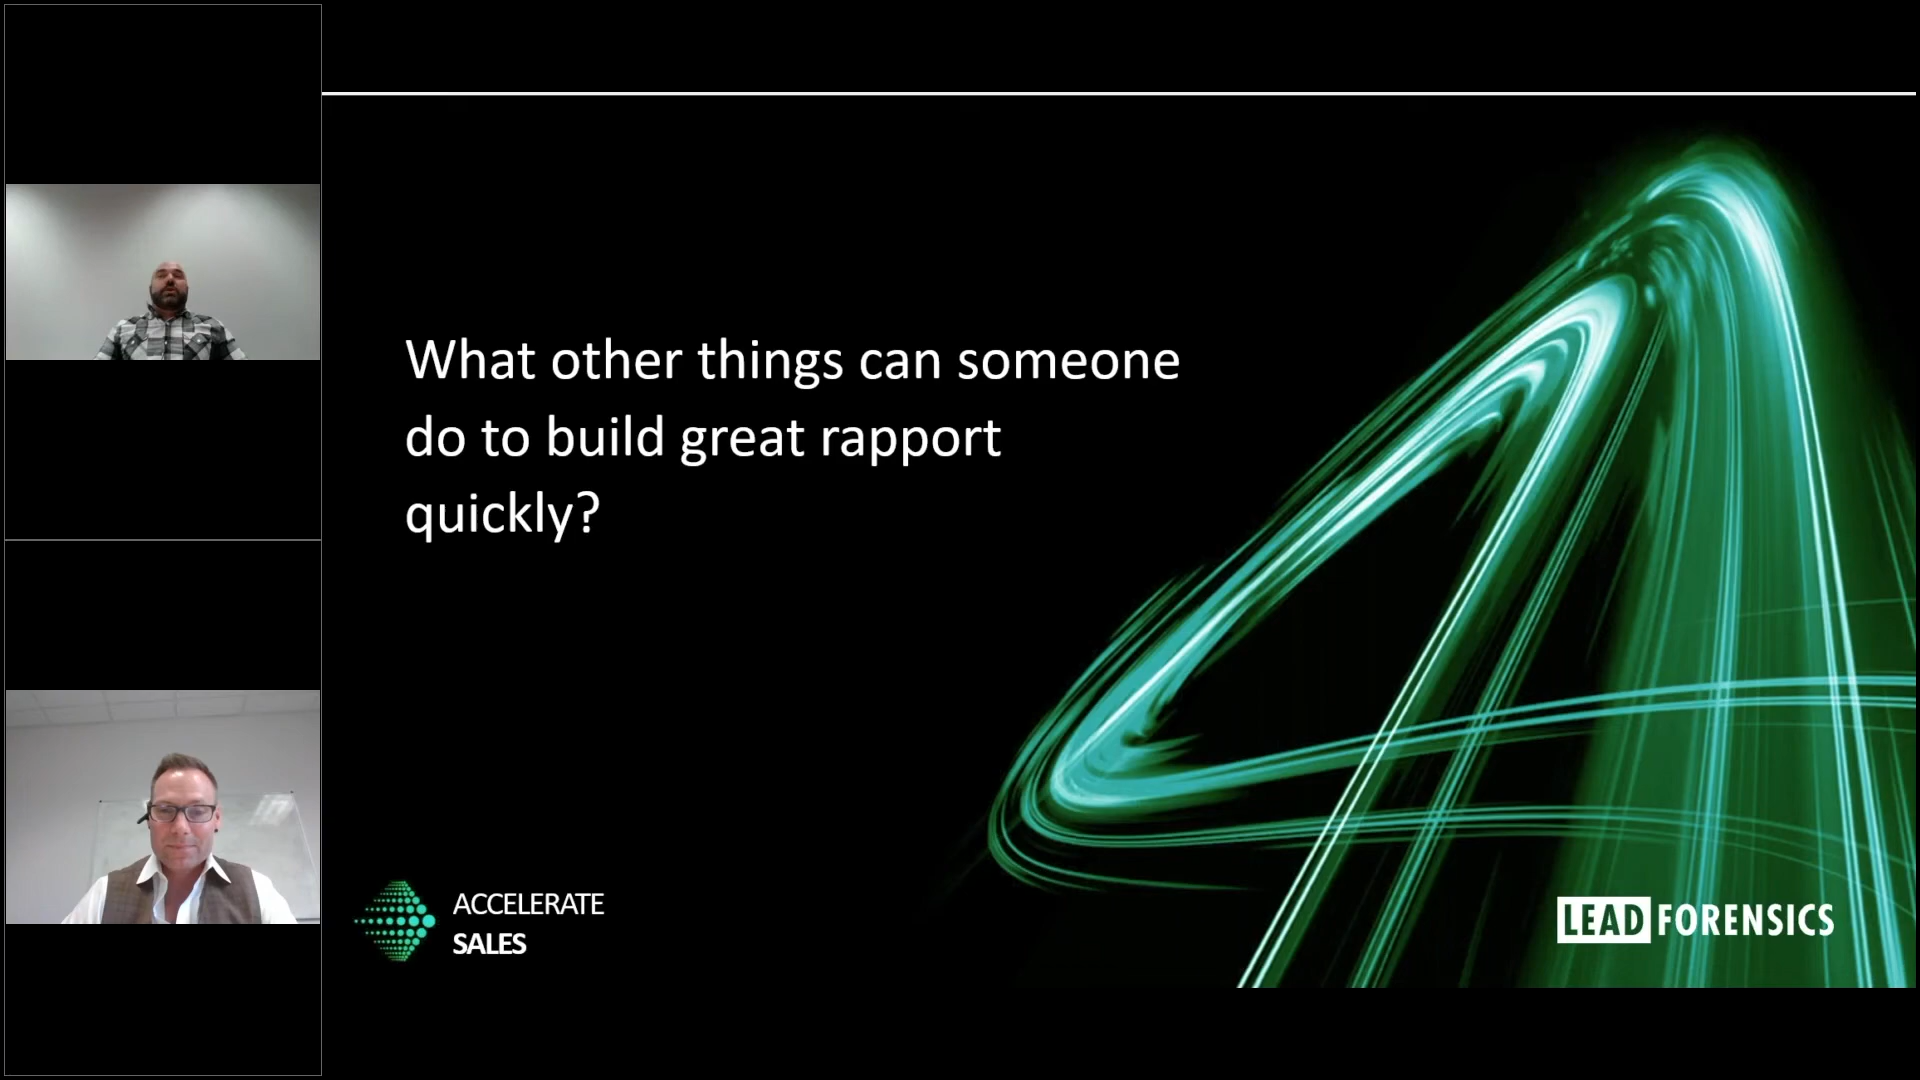 What other things can someone
do to build great rapport
quickly?
ACCELERATE
SALES
LEAD FORENSICS